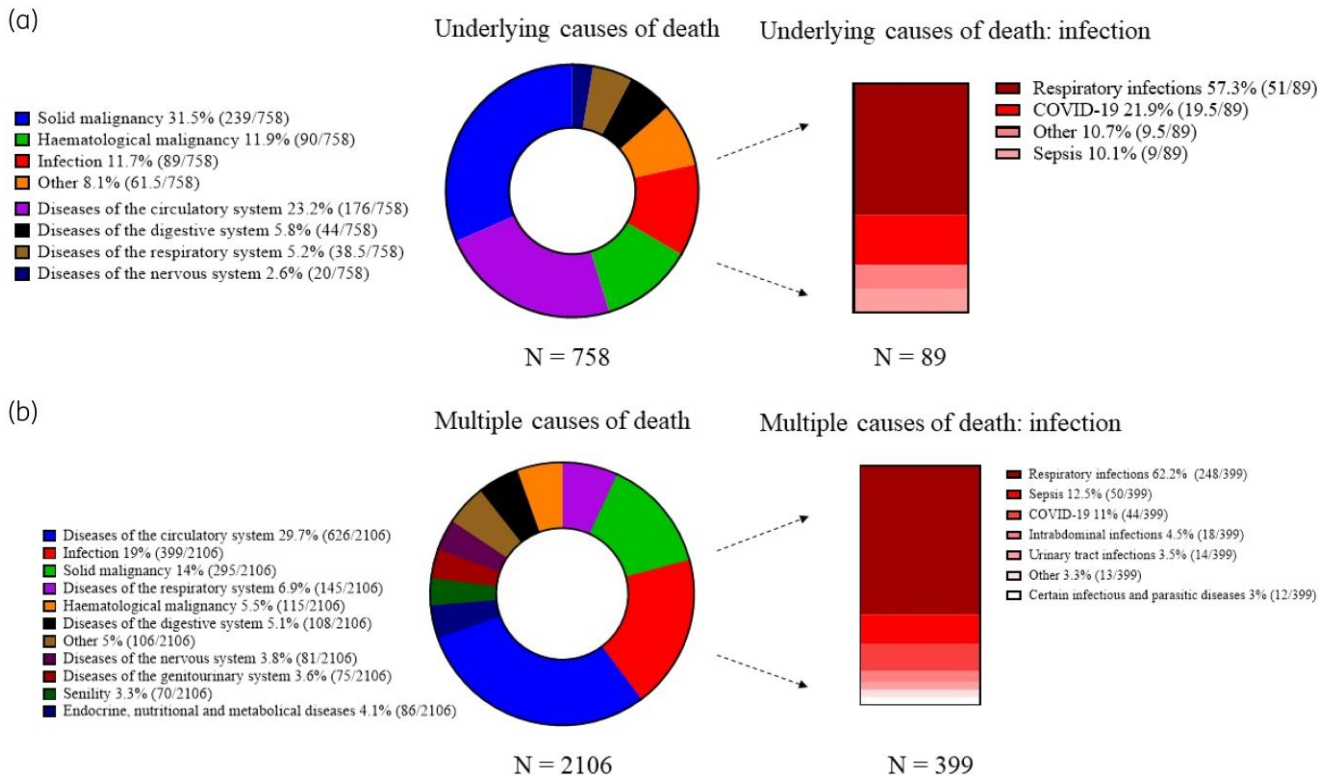 (a)
Underlying causes of death
Underlying causes of death: infection
Solid malignancy 31.5% (239/758)
Haematological malignancy 11.9% (90/758)
Infection 11.7% (89/758)
Other 8.1% (61.5/758)
Diseases of the circulatory system 23.2% (176/758)
Diseases of the digestive system 5.8% (44/758)
Diseases of the respiratory system 5.2% (38.5/758)
Diseases of the nervous system 2.6% (20/758)
Respiratory infections 57.3% (51/89)
COVID-19 21.9% (19.5/89)
Other 10.7% (9.5/89)
Sepsis 10.1% (9/89)
N = 758
N = 89
(b)
Multiple causes of death
Multiple causes of death: infection
Diseases of the circulatory system 29.7% (626/2106)
Infection 19% (399/2106)
Solid malignancy 14% (295/2106)
Diseases of the respiratory system 6.9% (145/2106)
Haematological malignancy 5.5% (115/2106)
Diseases of the digestive system 5.1% (108/2106)
Other 5% (106/2106)
Diseases of the nervous system 3.8% (81/2106)
Diseases of the genitourinary system 3.6% (75/2106)
Senility 3.3% (70/2106)
Endocrine, nutritional and metabolical diseases 4.1% (86/2106)
Respiratory infections 62.2% (248/399)
Sepsis 12.5% (50/399)
COVID-19 11% (44/399)
Intrabdominal infections 4.5% (18/399)
Urinary tract infections 3.5% (14/399)
Other 3.3% (13/399)
Certain infectious and parasitic diseases 3% (12/399)
N = 2106
N = 399